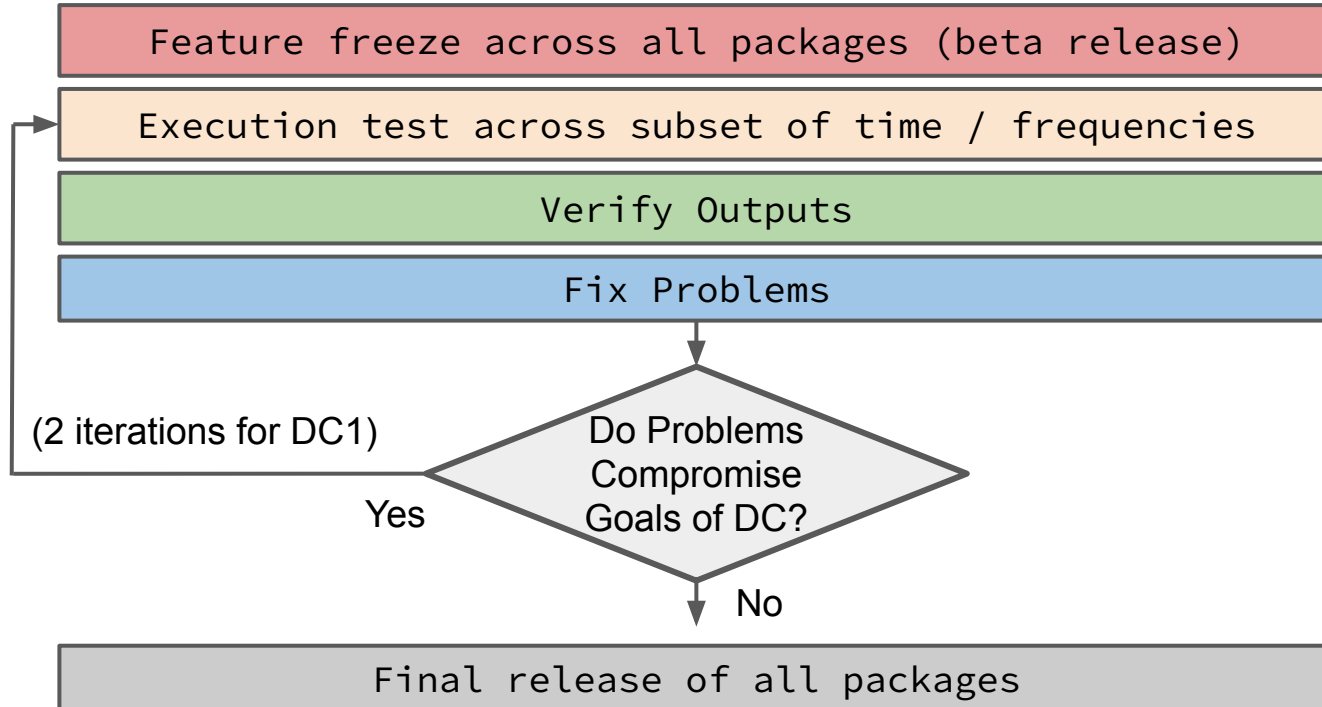 Feature freeze across all packages (beta release)
Execution test across subset of time / frequencies
Verify Outputs
Fix Problems
(2 iterations for DC1)
Do Problems
Compromise
Goals of DC?
Yes
No
Final release of all packages